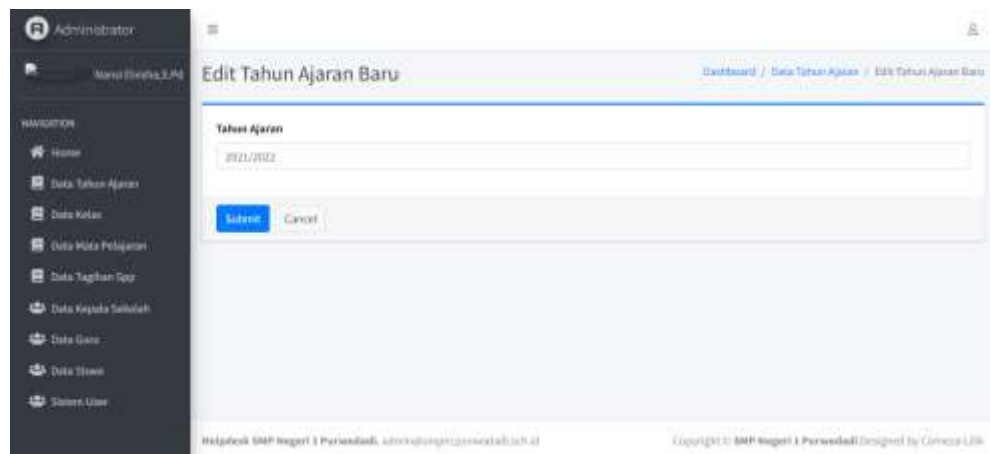 Administrator
Edit Tahun Ajaran Baru
Dashboard / Data Tahun Ajaran / Edit Tahun Ajaran Baru
NAVIGATION
Tahun Ajaran
2021/2022
Home
Data Tahun Ajaran
Data Kelas
Submit Cancel
Data Mata Pelajaran
Data Tagihan Spp
Data Kepala Sekolah
Data Guru
Data Siswa
Sistem User
Helpdesk SMP Negeri 1 Purwodadi.
Copyright © SMP Negeri 1 Purwodadi Designed by